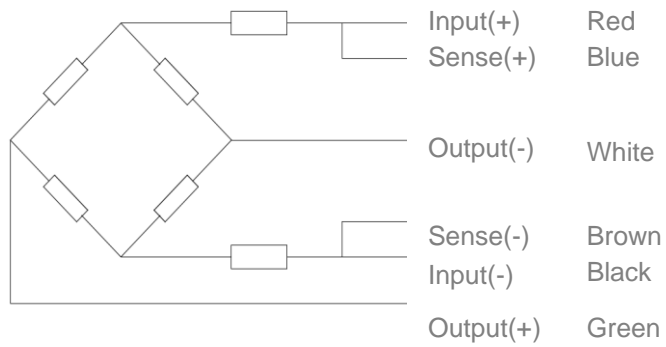 Input(+) Red
Sense(+) Blue
Output(-) White
Sense(-) Brown
Input(-) Black
Output(+) Green